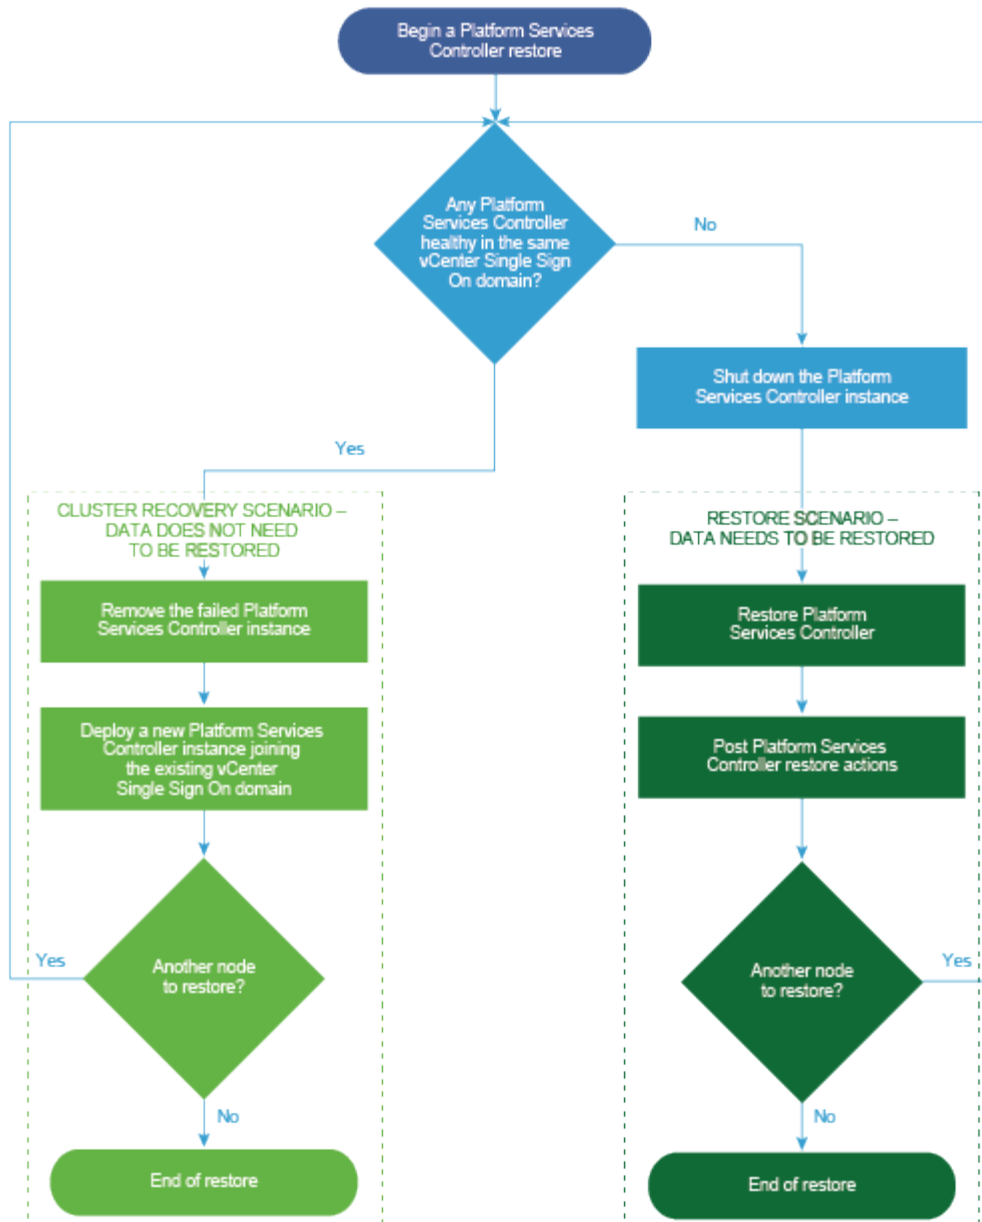 Begin a Platform Services
Controller restore
Any Platform
Services Controller
healthy in the same
vCenter Single Sign
On domain?
No
Shut down the Platform
Services Controller instance
Yes
CLUSTER RECOVERY SCENARIO –
DATA DOES NOT NEED
TO BE RESTORED
RESTORE SCENARIO –
DATA NEEDS TO BE RESTORED
Remove the failed Platform
Services Controller instance
Restore Platform
Services Controller
Deploy a new Platform Services
Controller instance joining
the existing vCenter
Single Sign On domain
Post Platform Services
Controller restore actions
Yes
Another node
to restore?
Another node
to restore?
Yes
No
No
End of restore
End of restore